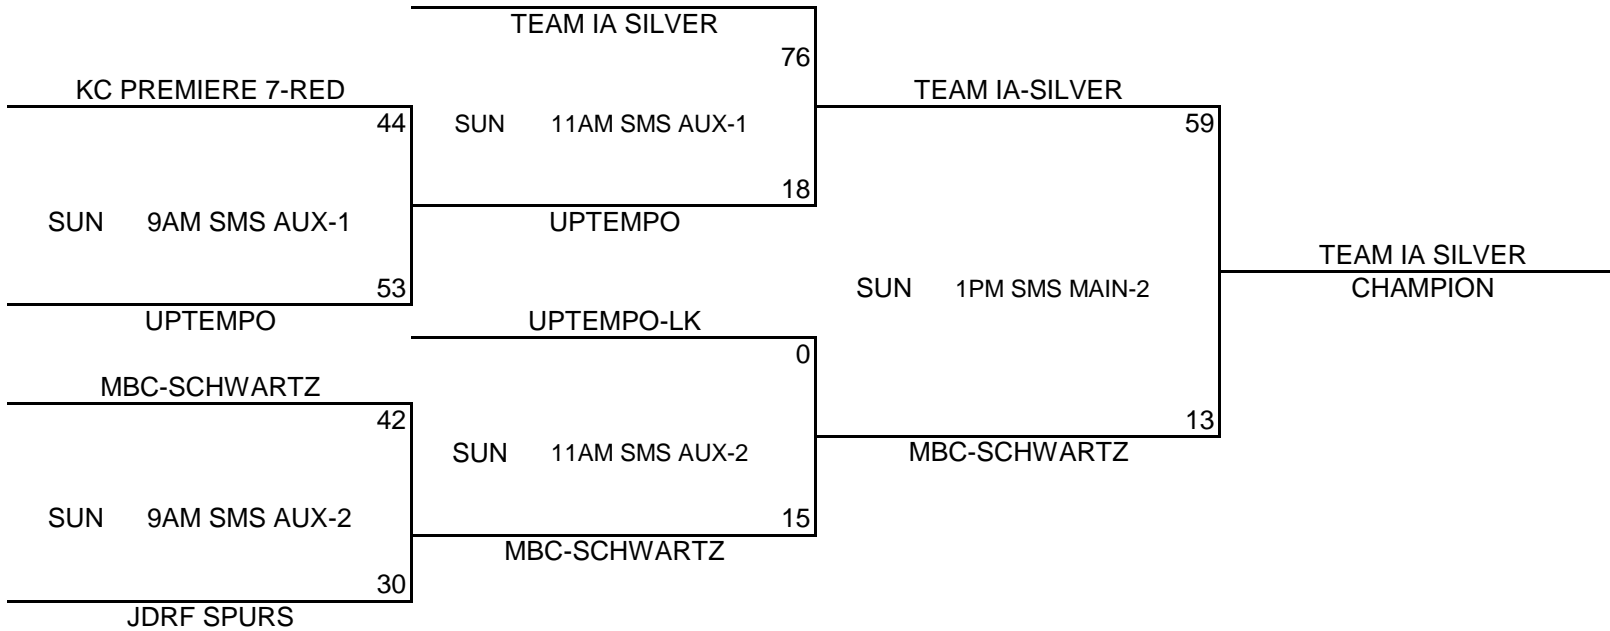 TEAM IA SILVER
76
KC PREMIERE 7-RED
TEAM IA-SILVER
44
SUN 11AM SMS AUX-1
59
18
SUN 9AM SMS AUX-1
UPTEMPO
TEAM IA SILVER
53
SUN 1PM SMS MAIN-2
CHAMPION
UPTEMPO
UPTEMPO-LK
0
MBC-SCHWARTZ
42
13
SUN 11AM SMS AUX-2
MBC-SCHWARTZ
SUN 9AM SMS AUX-2
15
MBC-SCHWARTZ
30
JDRF SPURS